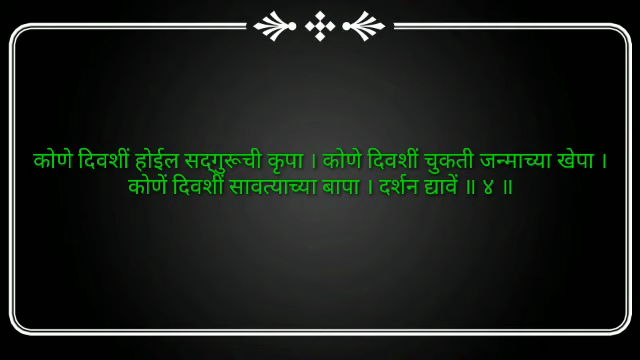 कोणे दिवशीं होईल सद्‌गुरूची कृपा । कोणे दिवशीं चुकती जन्माच्या खेपा ।
कोणें दिवशीं सावत्याच्या बापा । दर्शन द्यावें ॥ ४ ॥